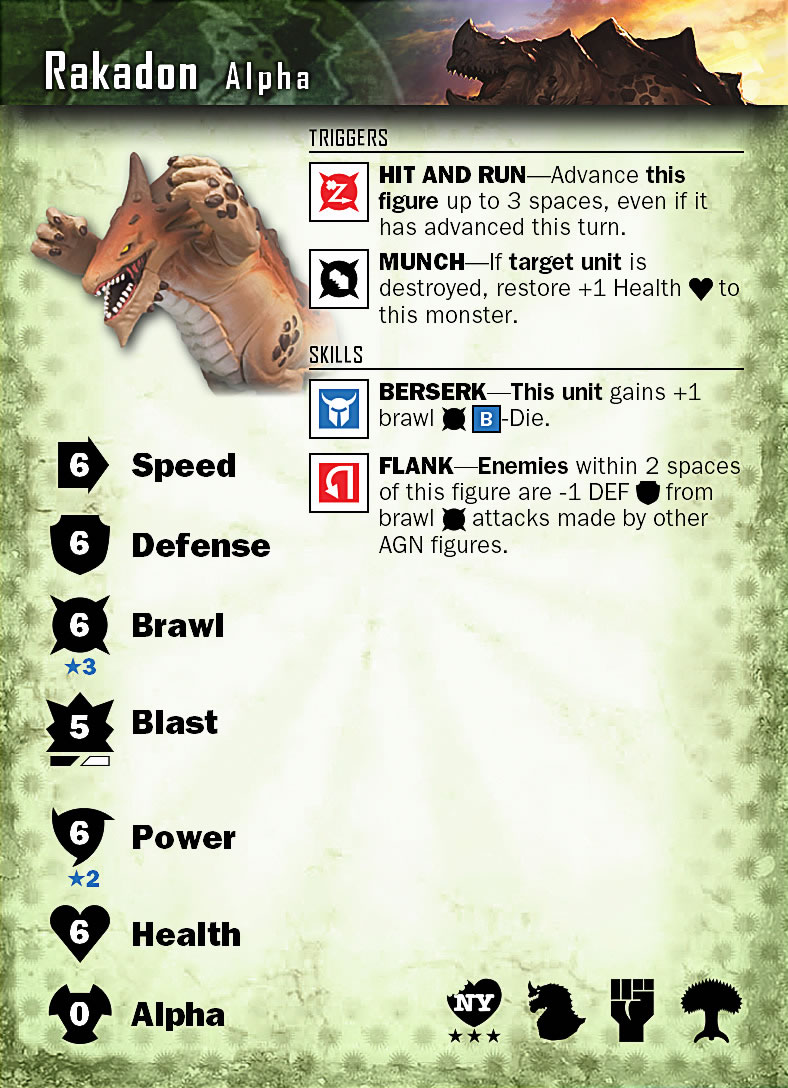 Rakadon Alpha
TRIGGERS
HIT AND RUN—Advance this
figure up to 3 spaces, even if it
has advanced this turn.
MUNCH—If target unit is
destroyed, restore +1 Health to
this monster.
SKILLS
BERSERK—This unit gains +1
brawl B-Die.
FLANK—Enemies within 2 spaces
of this figure are -1 DEF from
brawl attacks made by other
AGN figures.
6 Speed
6 Defense
6 Brawl
★3
5 Blast
6 Power
★2
6 Health
0 Alpha
NY
★★★